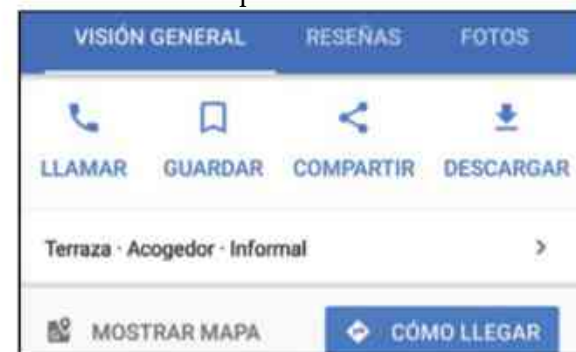 VISIÓN GENERAL RESEÑAS FOTOS
LLAMAR GUARDAR COMPARTIR DESCARGAR
Terraza · Acogedor · Informal
MOSTRAR MAPA CÓMO LLEGAR